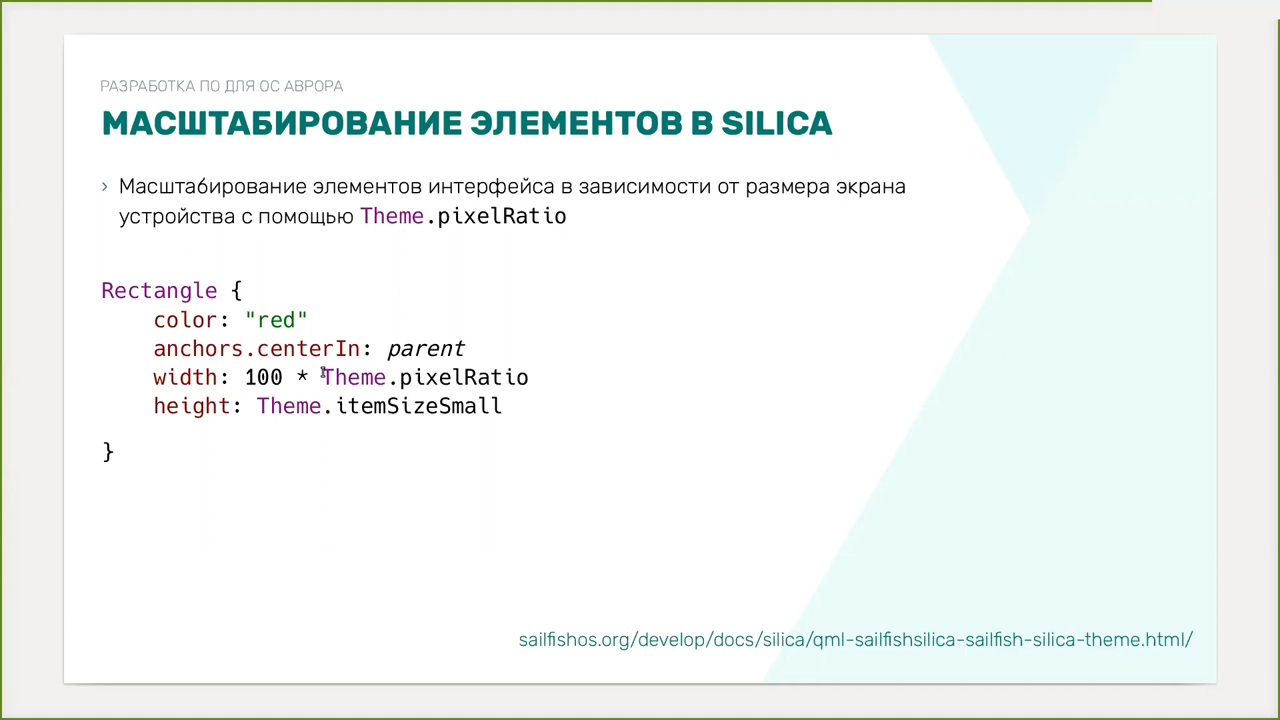 РАЗРАБОТКА ПО ДЛЯ ОС АВРОРА
МАСШТАБИРОВАНИЕ ЭЛЕМЕНТОВ В SILICA
› Масштабирование элементов интерфейса в зависимости от размера экрана
устройства с помощью Theme.pixelRatio
Rectangle {
    color: "red"
    anchors.centerIn: parent
    width: 100 * Theme.pixelRatio
    height: Theme.itemSizeSmall
}
sailfishos.org/develop/docs/silica/qml-sailfishsilica-sailfish-silica-theme.html/